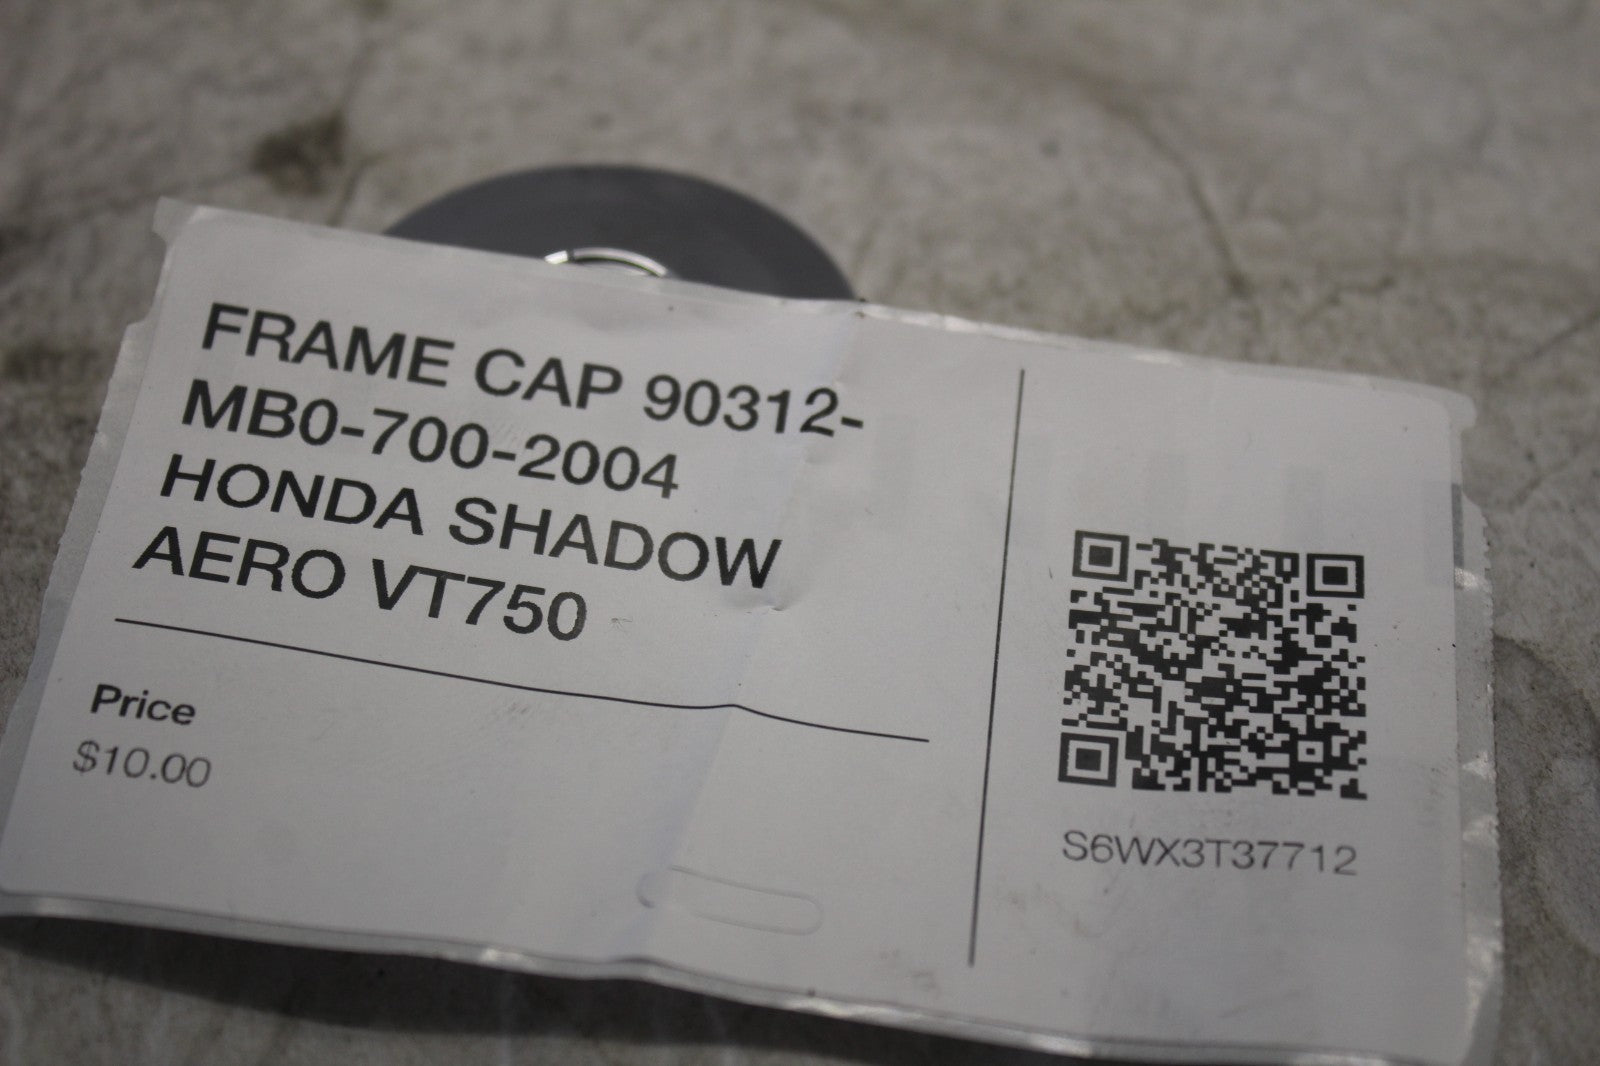 FRAME CAP 90312-
MB0-700-2004
HONDA SHADOW
AERO VT750
Price
$10.00
S6WX3T37712